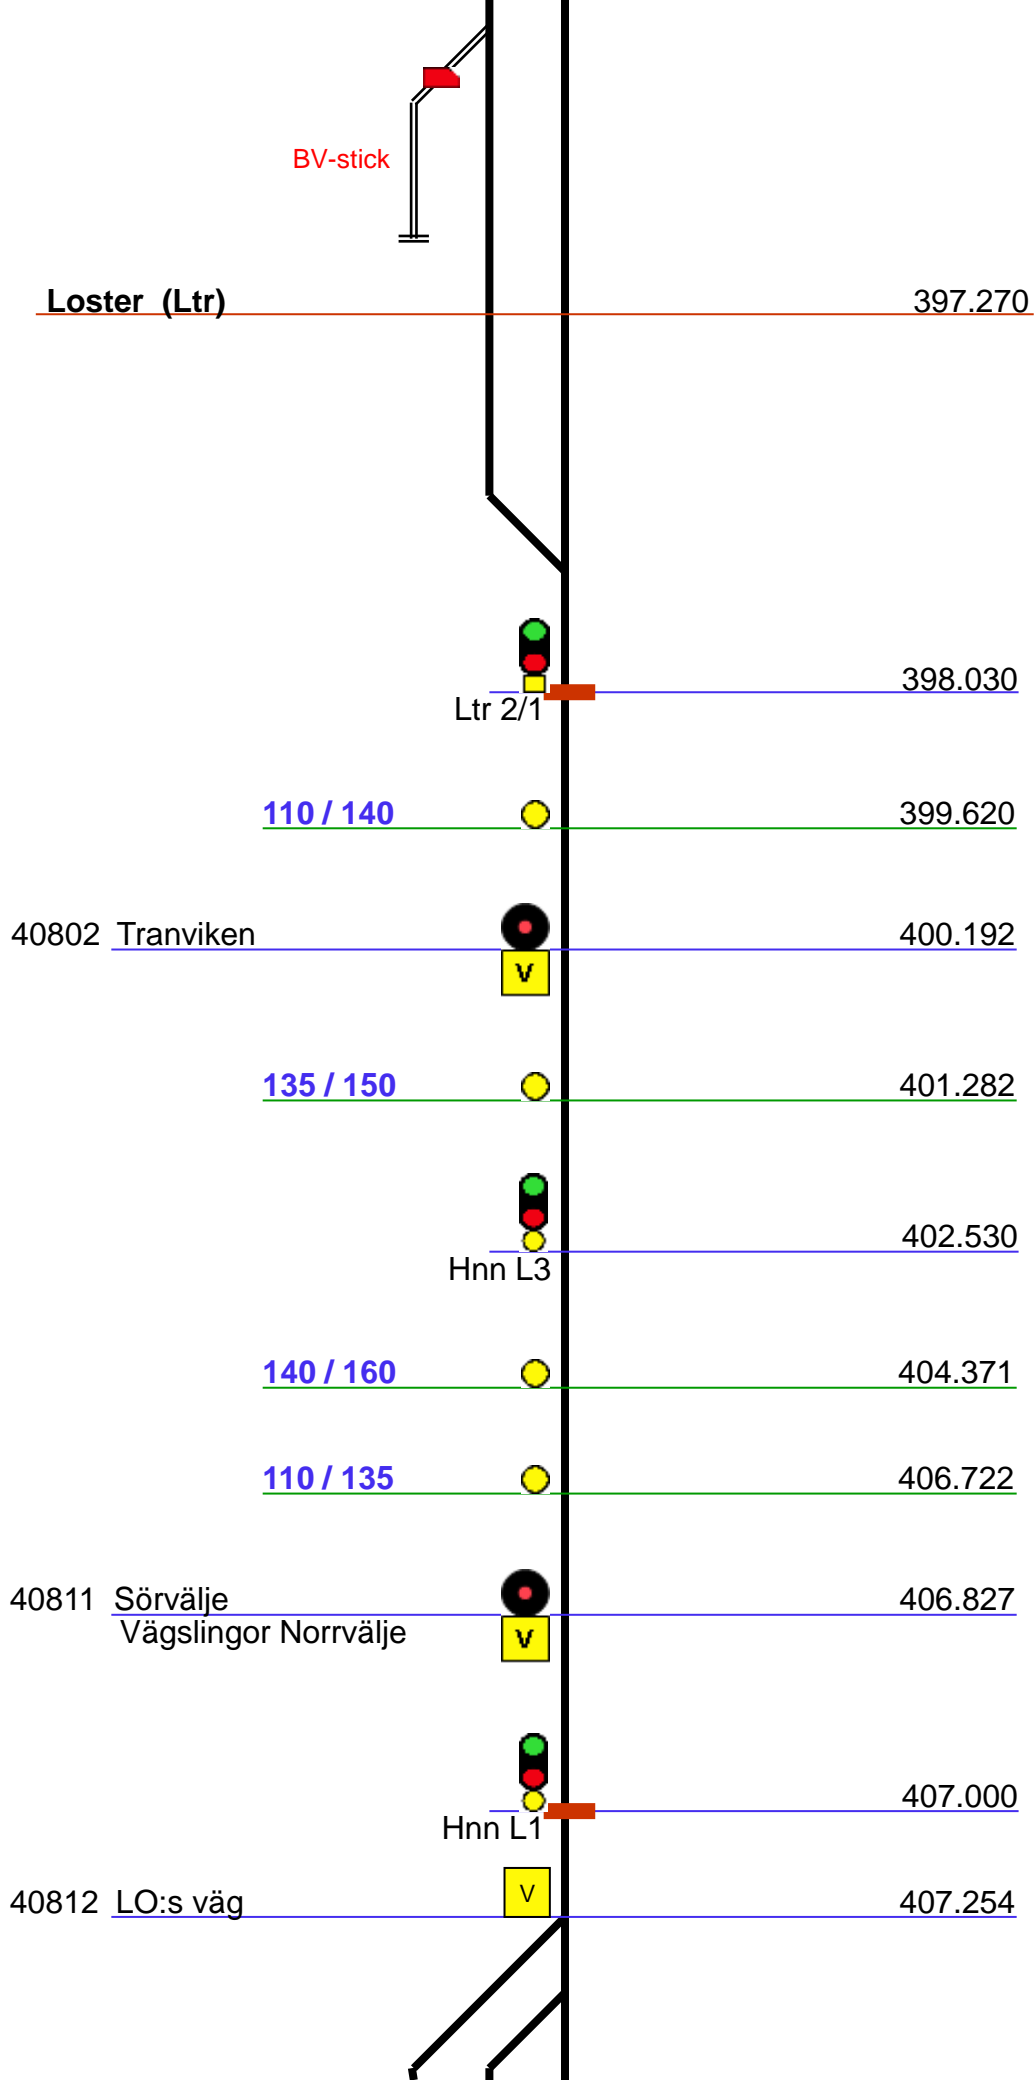 BV-stick
Loster (Ltr) 397.270
398.030
Ltr 2/1
110 / 140 399.620
40802 Tranviken 400.192
V
135 / 150 401.282
402.530
Hnn L3
140 / 160 404.371
110 / 135 406.722
40811 Sörvälje 406.827
Vägslingor Norrvälje V
407.000
Hnn L1
40812 LO:s väg V 407.254